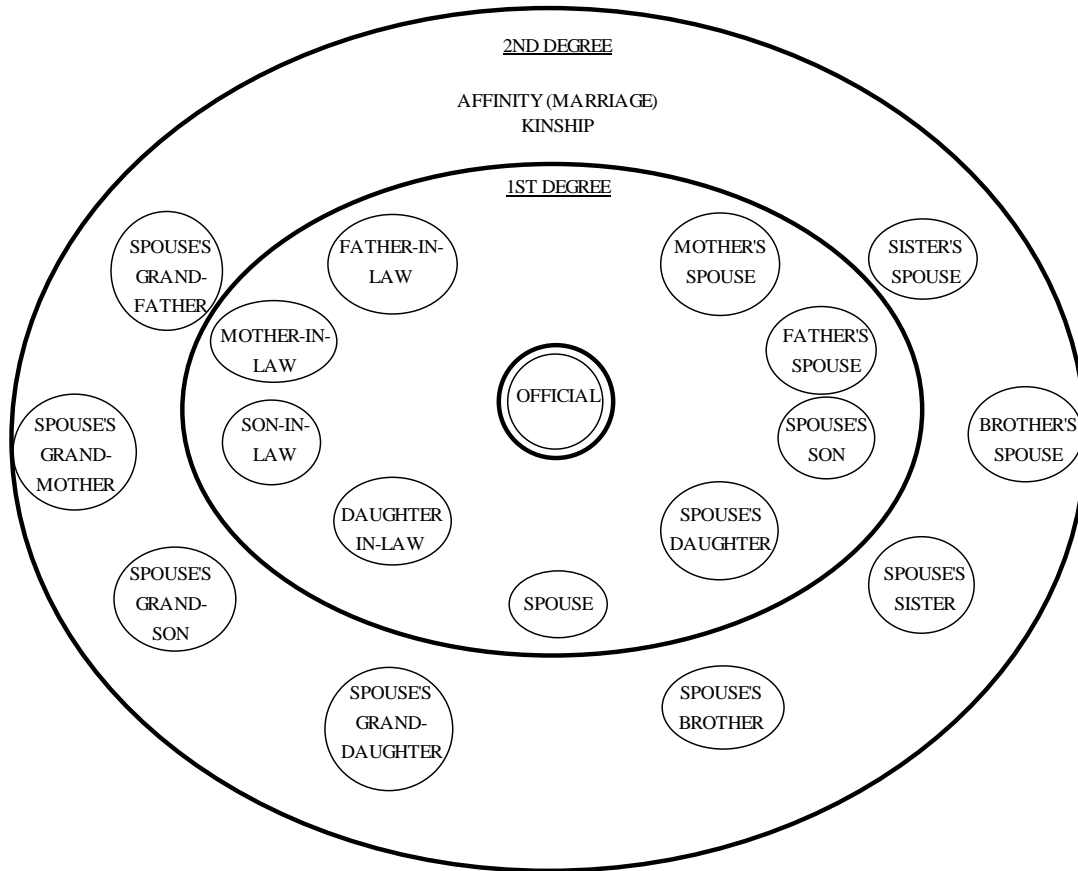 2ND DEGREE
AFFINITY (MARRIAGE)
KINSHIP
1ST DEGREE
SPOUSE'S
GRAND-
FATHER
FATHER-IN-
LAW
MOTHER'S
SPOUSE
SISTER'S
SPOUSE
MOTHER-IN-
LAW
FATHER'S
SPOUSE
OFFICIAL
SPOUSE'S
GRAND-
MOTHER
SON-IN-
LAW
SPOUSE'S
SON
BROTHER'S
SPOUSE
DAUGHTER
IN-LAW
SPOUSE'S
DAUGHTER
SPOUSE'S
GRAND-
SON
SPOUSE
SPOUSE'S
SISTER
SPOUSE'S
GRAND-
DAUGHTER
SPOUSE'S
BROTHER